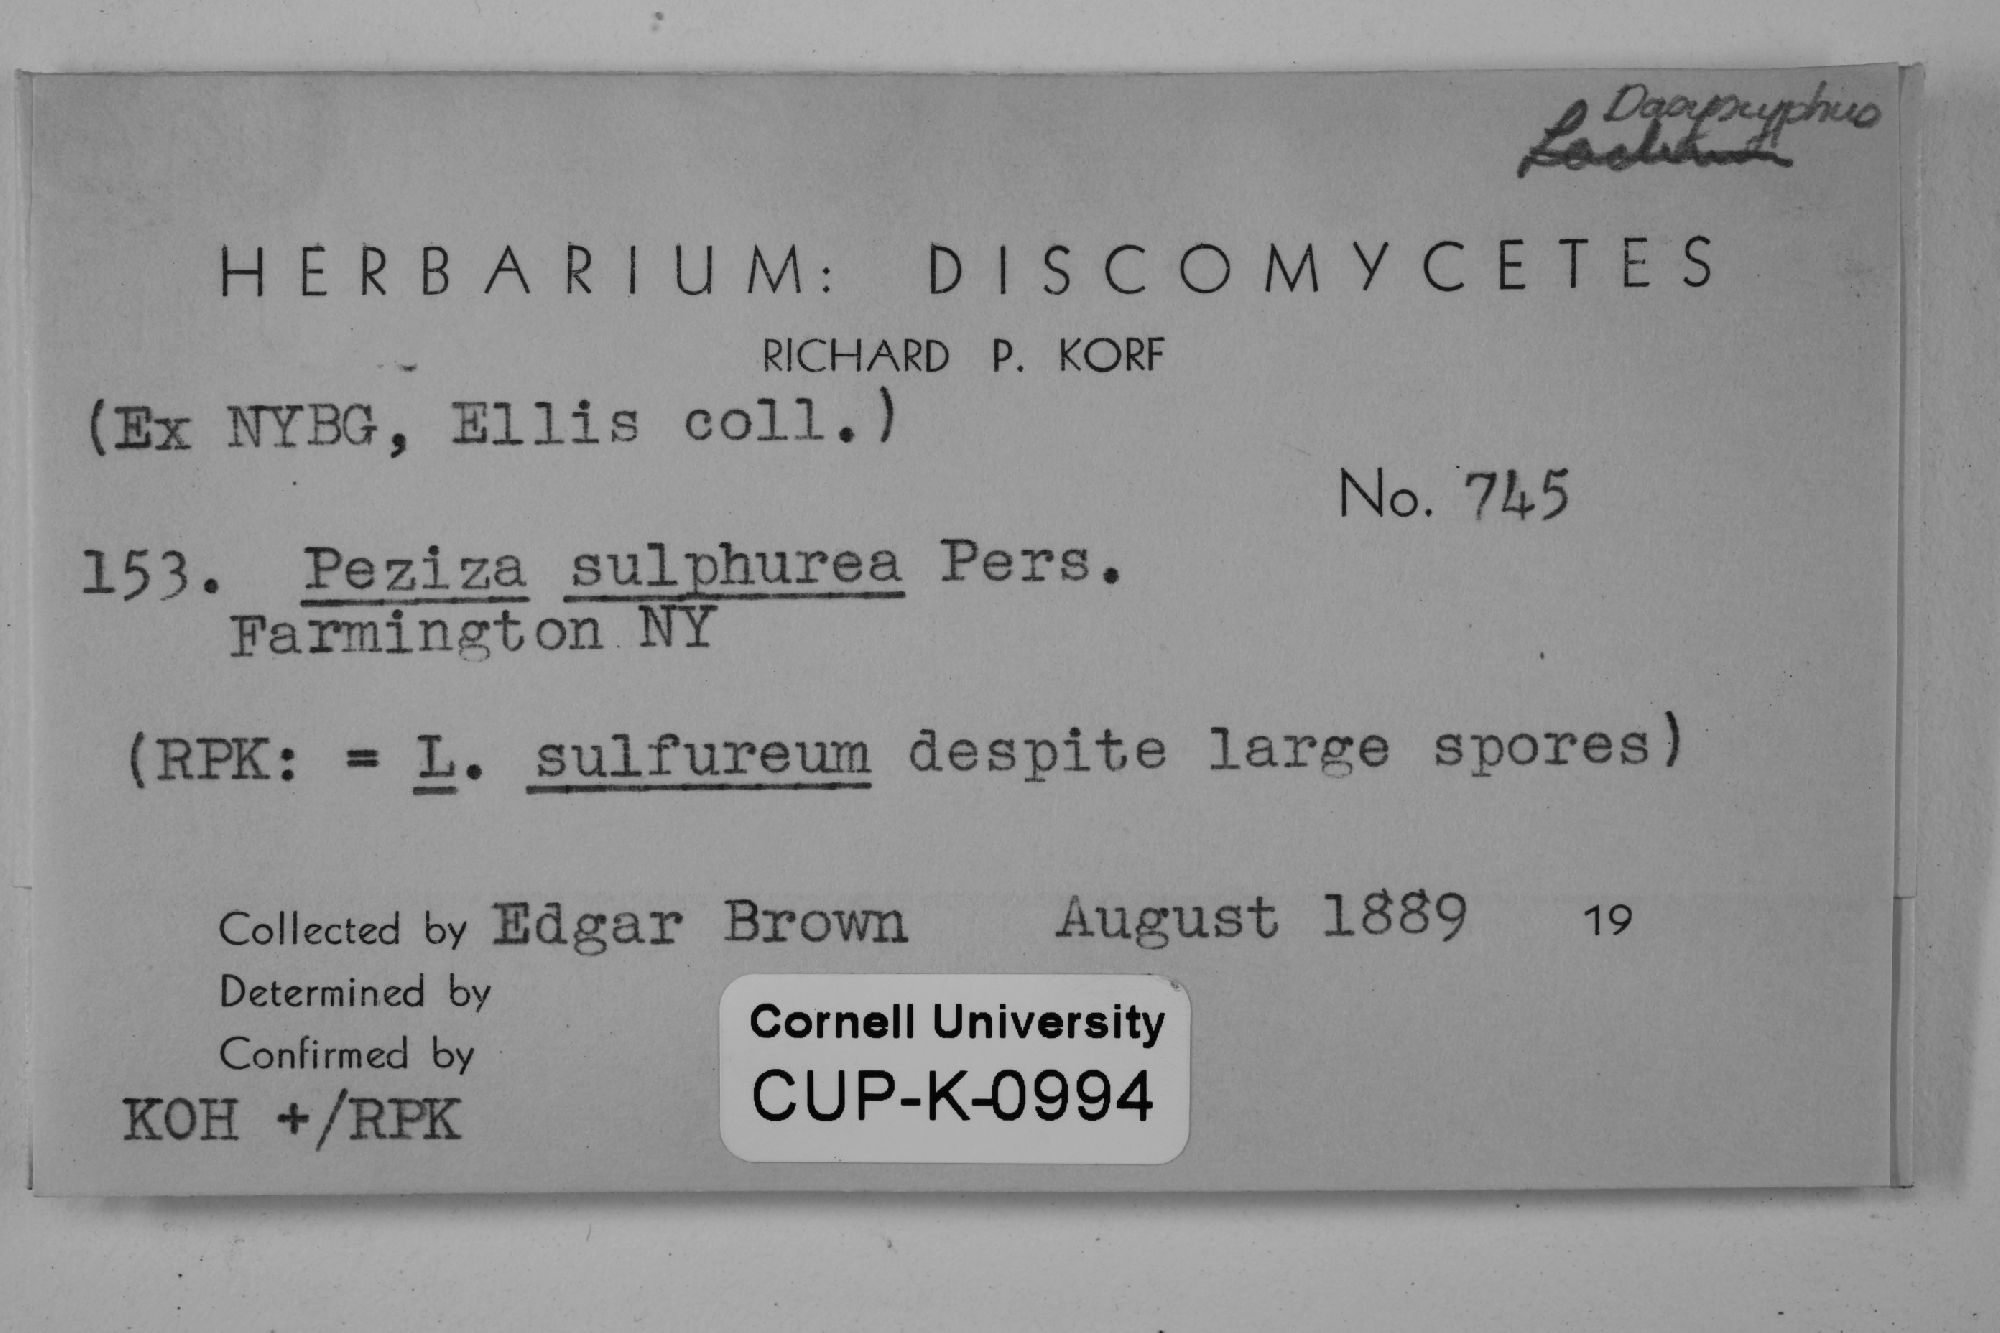 Dasyscyphus
Lachnum
HERBARIUM: DISCOMYCETES
RICHARD P. KORF
(Ex NYBG, Ellis coll.)
No. 745
153. Peziza sulphurea Pers.
Farmington NY
(RPK: = L. sulfureum despite large spores)
Collected by Edgar Brown August 1889 19
Determined by
Confirmed by
KOH +/RPK
Cornell University
CUP-K-0994